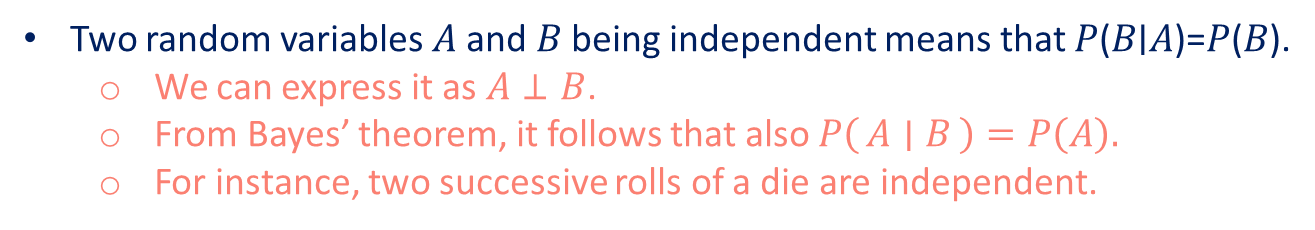 • Two random variables A and B being independent means that P(B|A)=P(B).
○ We can express it as A ⊥ B.
○ From Bayes’ theorem, it follows that also P( A | B ) = P(A).
○ For instance, two successive rolls of a die are independent.